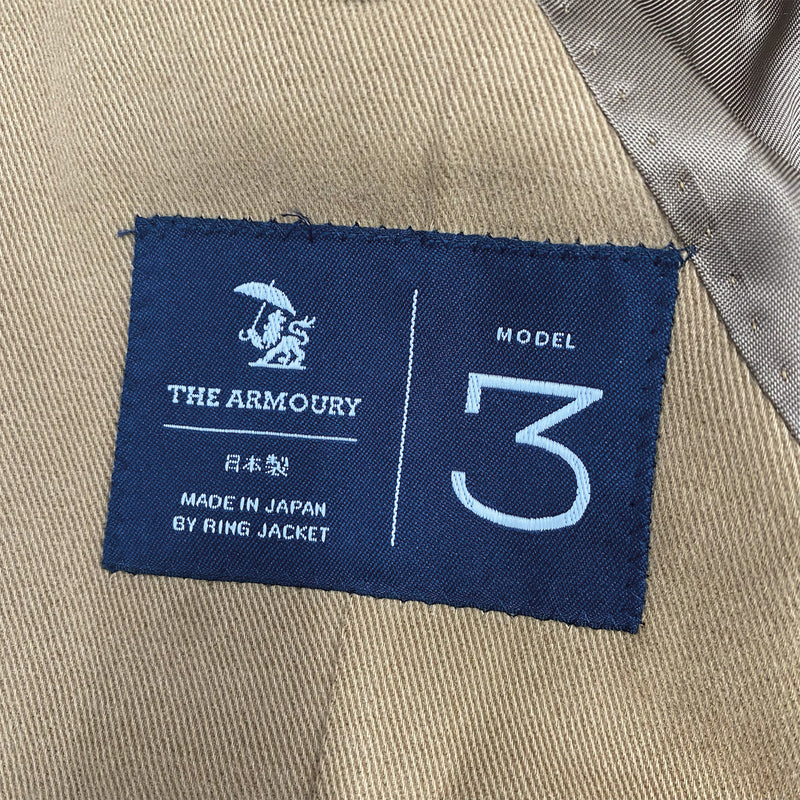 THE ARMOURY
日本製
MADE IN JAPAN
BY RING JACKET
MODEL
3